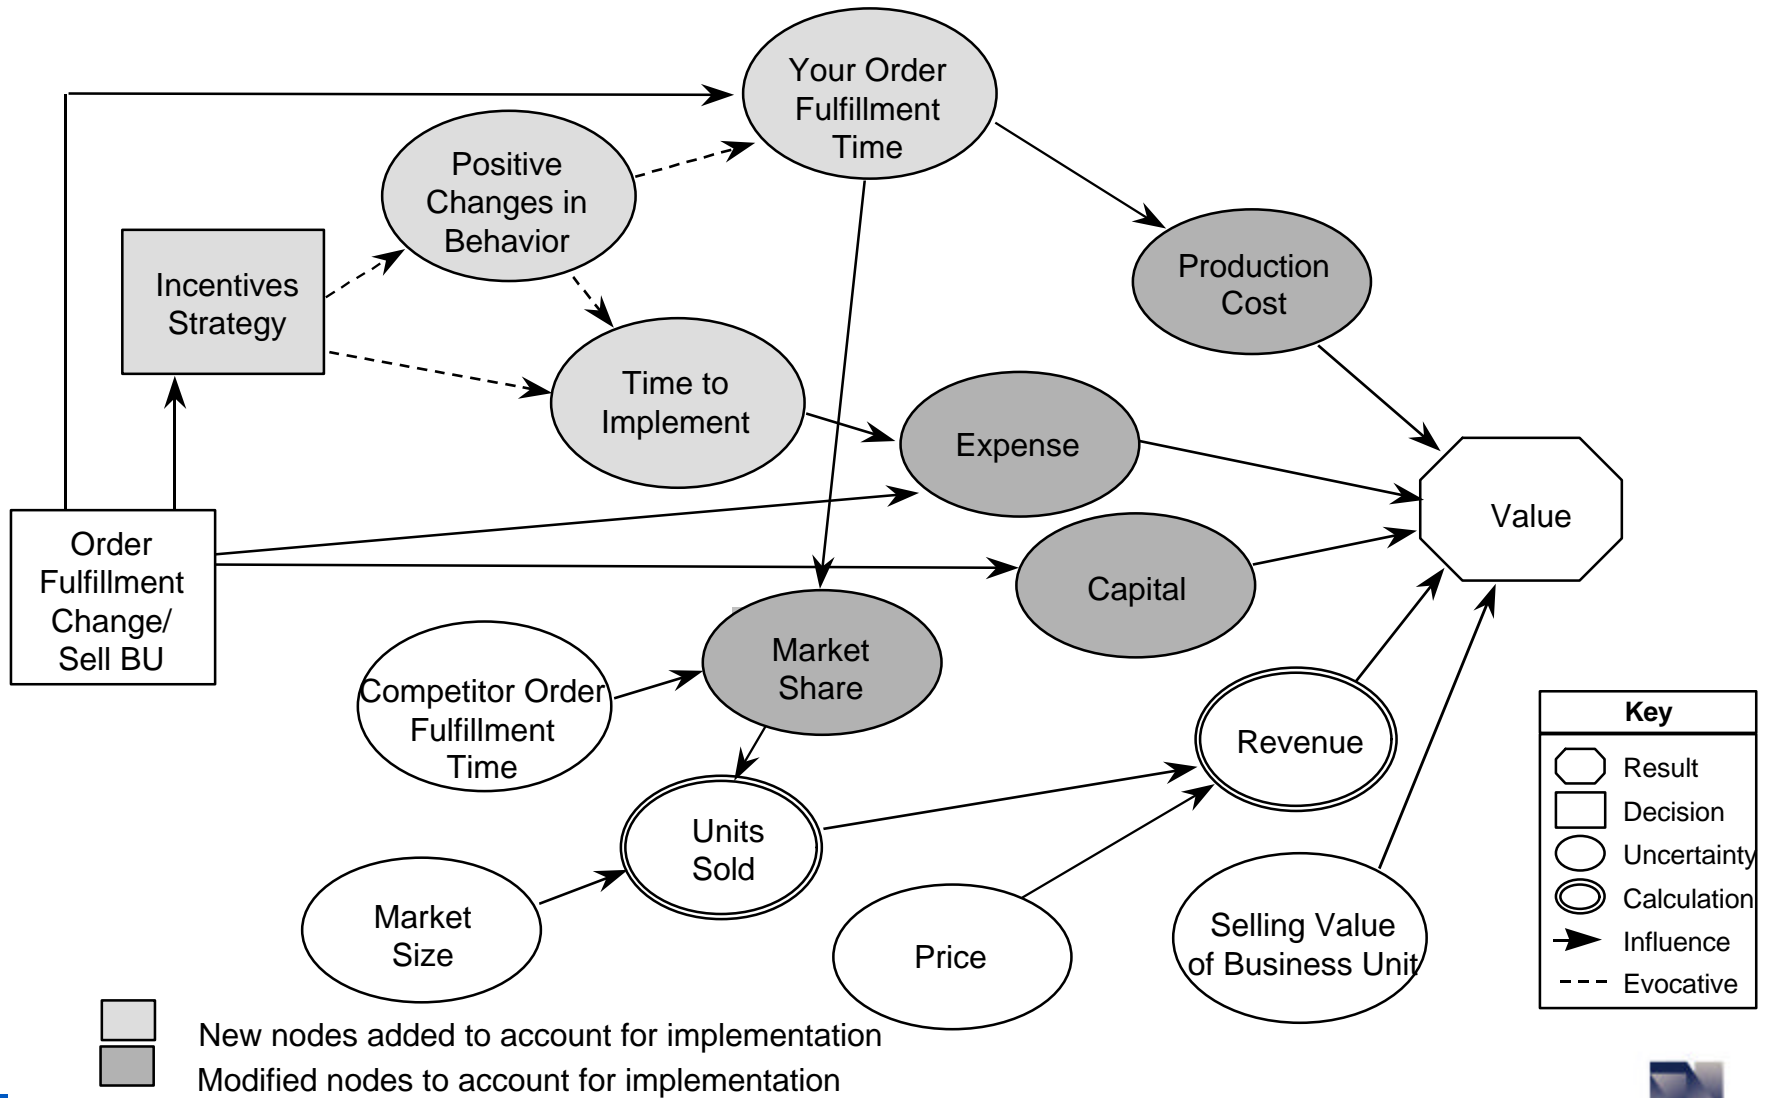 Your Order
Fulfillment
Time
Positive
Changes in
Behavior
Incentives
Strategy
Production
Cost
Time to
Implement
Expense
Value
Order
Fulfillment
Change/
Sell BU
Capital
Market
Share
Competitor Order
Fulfillment
Time
Revenue
Units
Sold
Market
Size
Price
Selling Value
of Business Unit
Key
Result
Decision
Uncertainty
Calculation
Influence
Evocative
New nodes added to account for implementation
Modified nodes to account for implementation